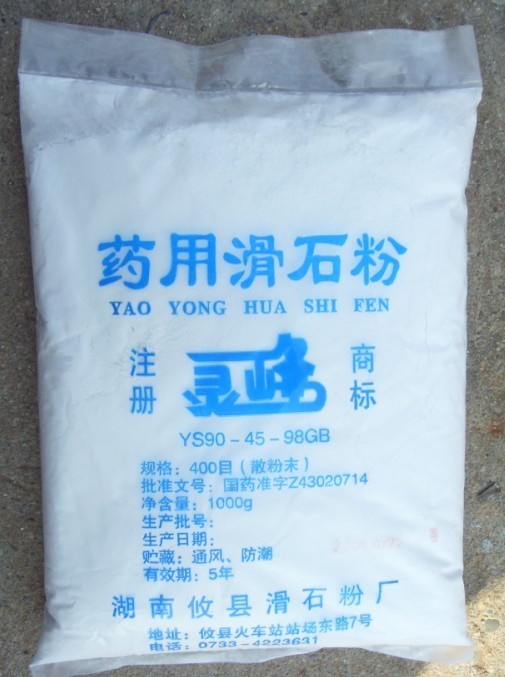 药用滑石粉
YAO YONG HUA SHI FEN
注册 灵峰 商标
YS90-45-98GB
规格：400目（散粉末）
批准文号：国药准字Z43020714
净含量：1000g
生产批号：
生产日期：
贮藏：通风、防潮
有效期：5年
湖南攸县滑石粉厂
地址：攸县火车站站场东路7号
电话：0733-4223631